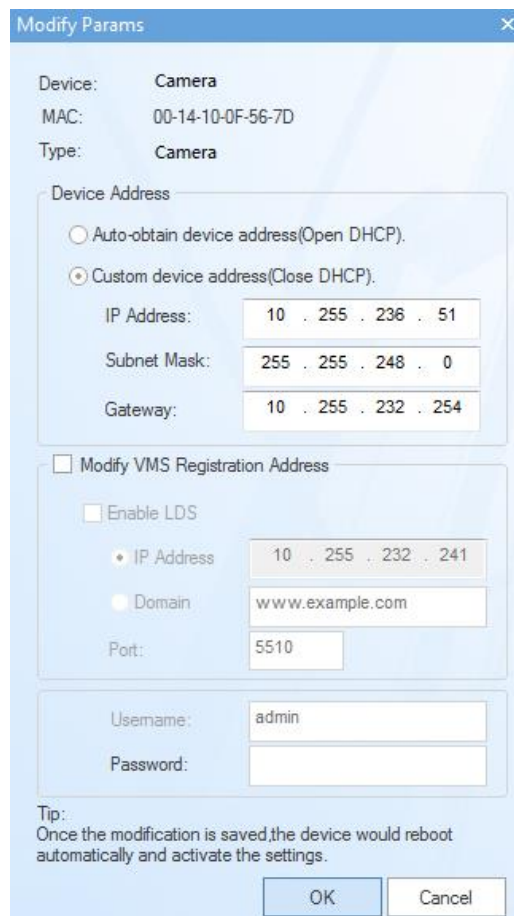 Modify Params
Device: Camera
MAC: 00-14-10-0F-56-7D
Type: Camera
Device Address
Auto-obtain device address(Open DHCP).
Custom device address(Close DHCP).
IP Address: 10 . 255 . 236 . 51
Subnet Mask: 255 . 255 . 248 . 0
Gateway: 10 . 255 . 232 . 254
Modify VMS Registration Address
Enable LDS
IP Address 10 . 255 . 232 . 241
Domain www.example.com
Port: 5510
Username: admin
Password:
Tip:
Once the modification is saved,the device would reboot
automatically and activate the settings.
OK Cancel